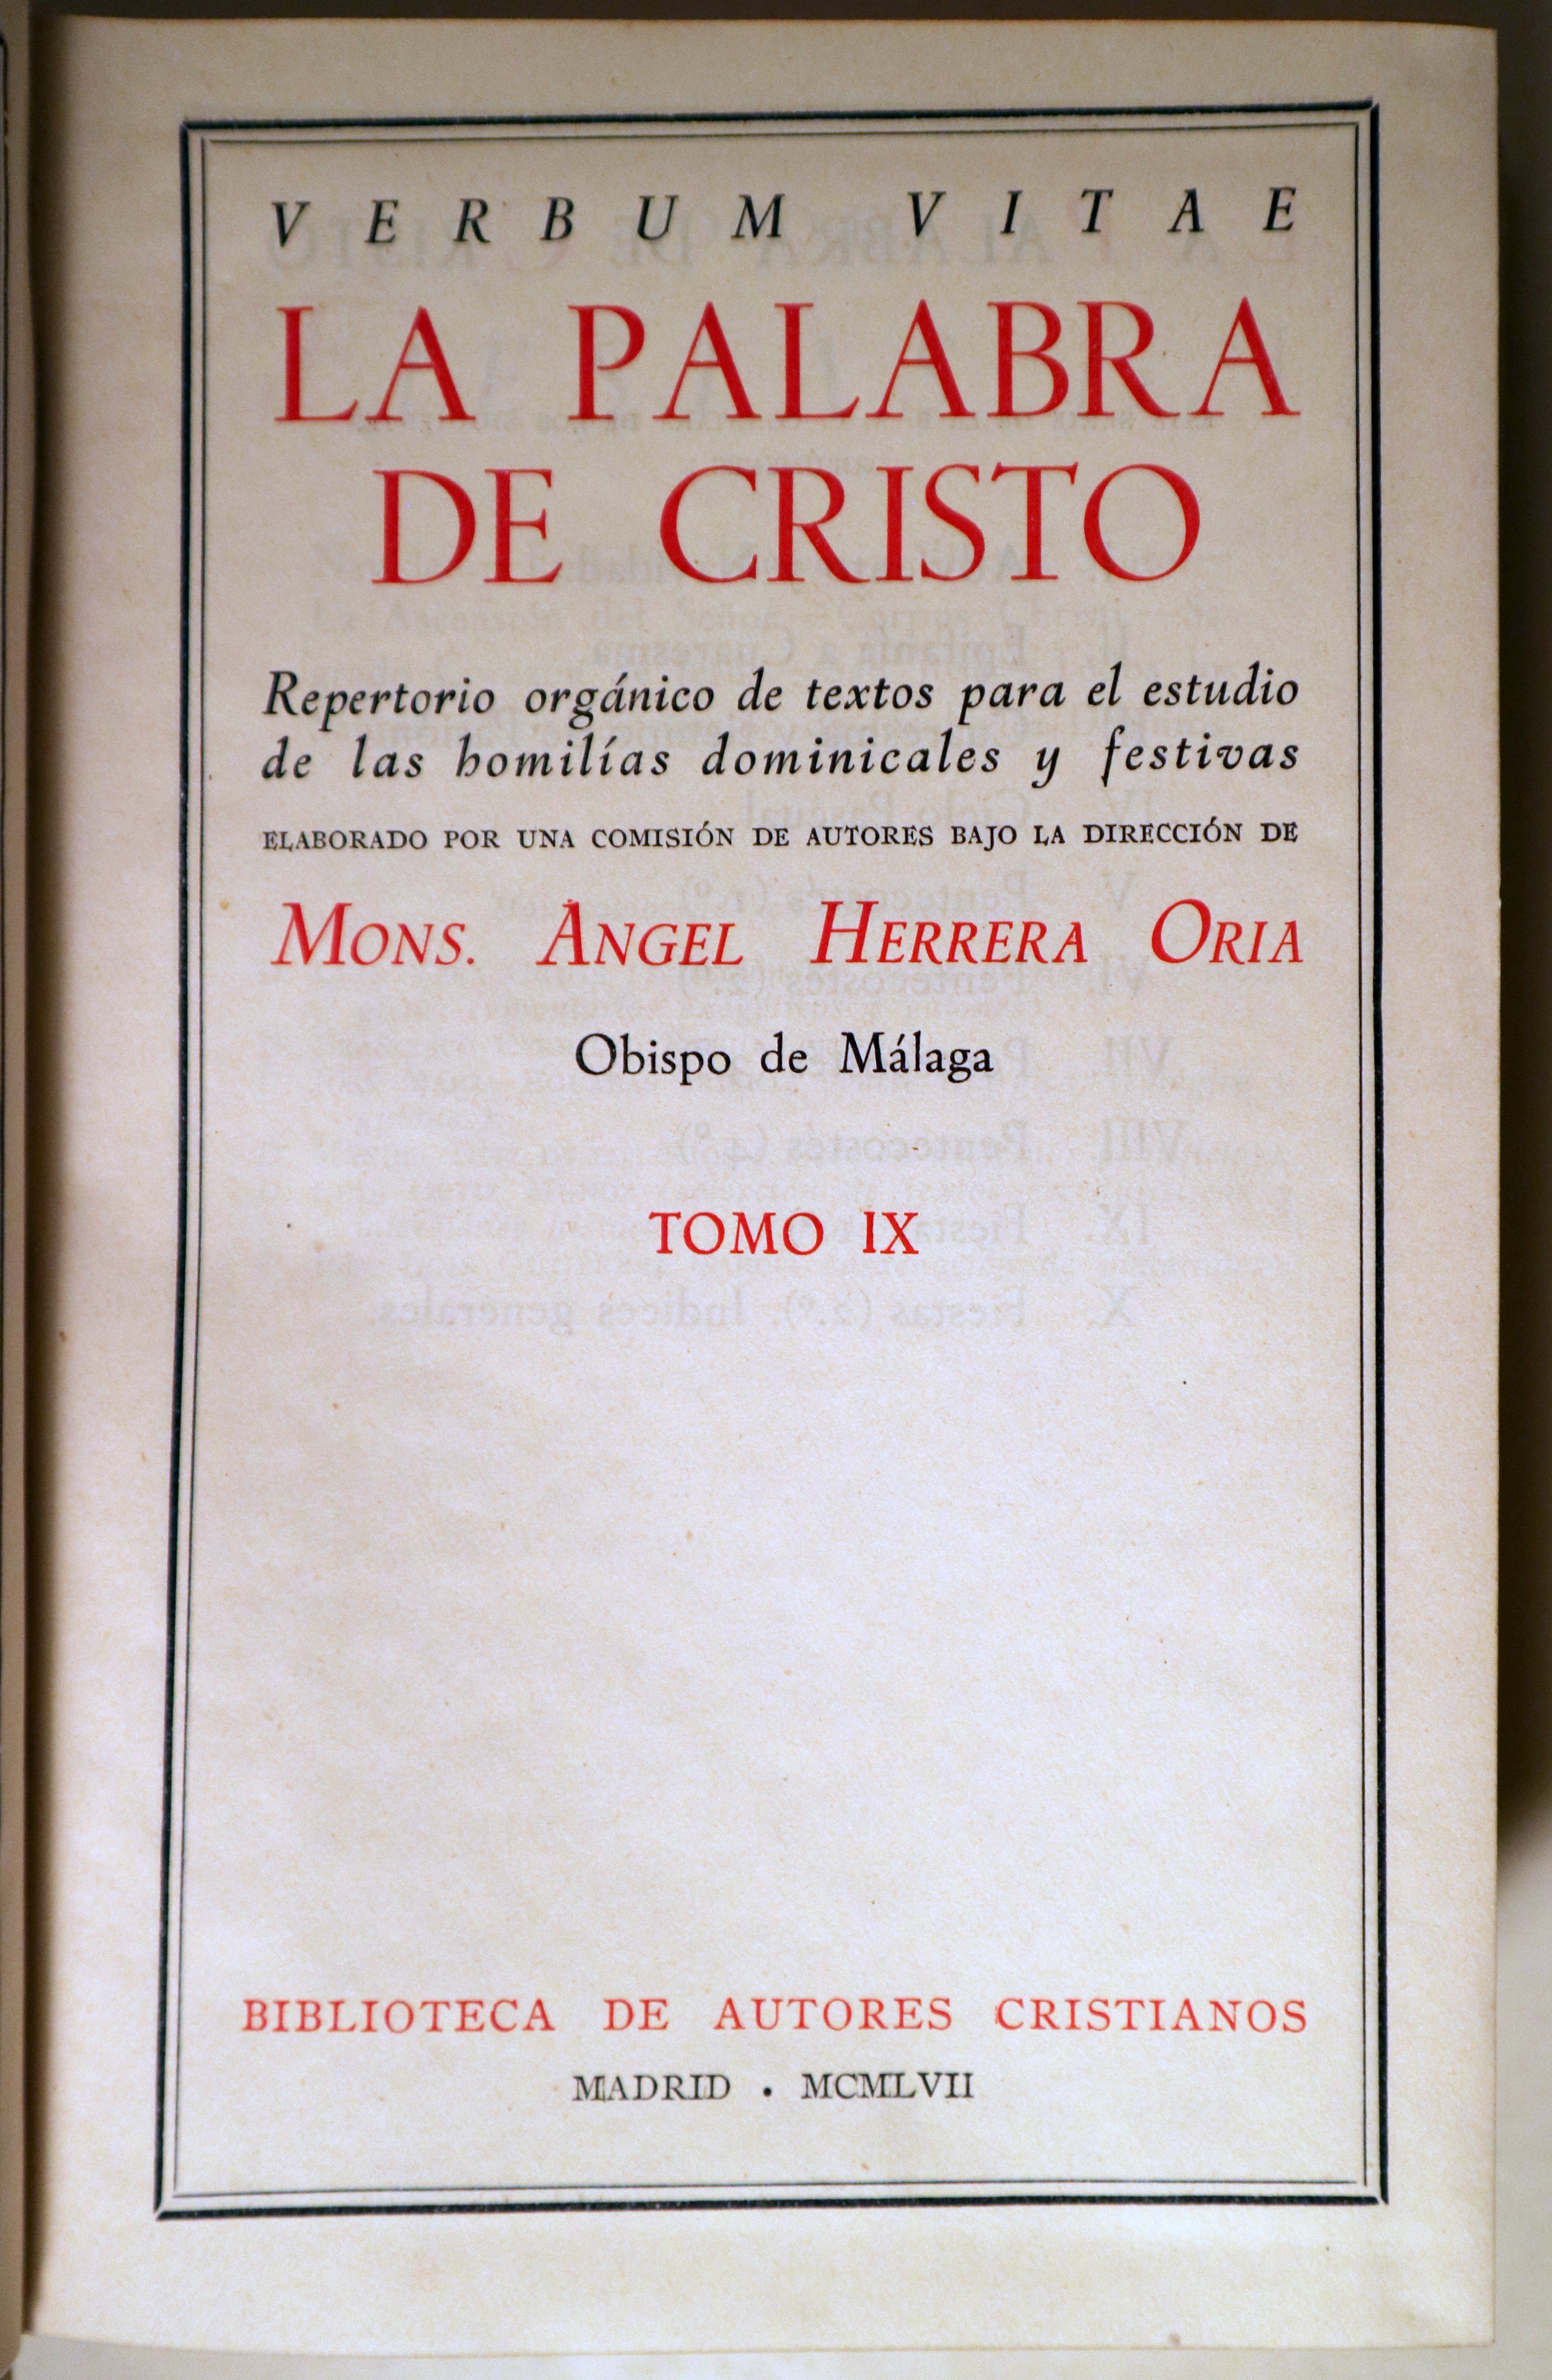 VERBUM VITAE
LA PALABRA
DE CRISTO
Repertorio orgánico de textos para el estudio
de las homilías dominicales y festivas
ELABORADO POR UNA COMISIÓN DE AUTORES BAJO LA DIRECCIÓN DE
MONS. ANGEL HERRERA ORIA
Obispo de Málaga
TOMO IX
BIBLIOTECA DE AUTORES CRISTIANOS
MADRID . MCMLVII